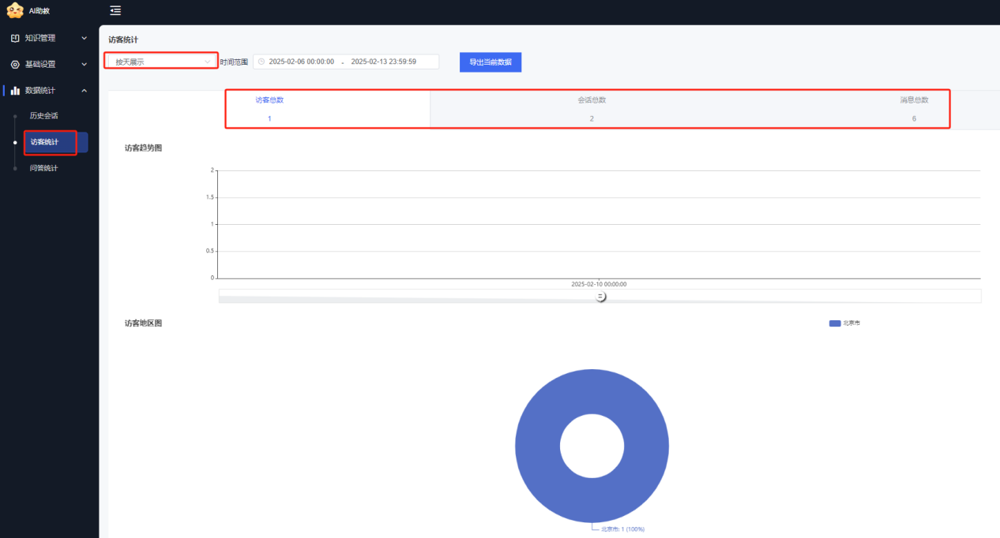 AI助教
知识管理
基础设置
数据统计
历史会话
访客统计
问答统计
访客统计
按天展示
时间范围
2025-02-06 00:00:00 - 2025-02-13 23:59:59
导出当前数据
访客总数
会话总数
消息总数
1
2
6
访客趋势图
2
1.5
1
0.5
0
2025-02-10 00:00:00
访客地区图
北京市
北京市: 1 (100%)